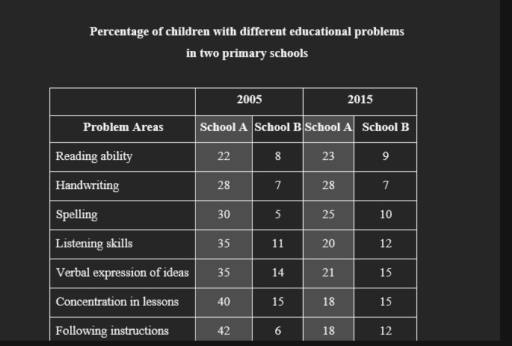 Percentage of children with different educational problems
in two primary schools
2005 2015
Problem Areas School A School B School A School B
Reading ability 22 8 23 9
Handwriting 28 7 28 7
Spelling 30 5 25 10
Listening skills 35 11 20 12
Verbal expression of ideas 35 14 21 15
Concentration in lessons 40 15 18 15
Following instructions 42 6 18 12